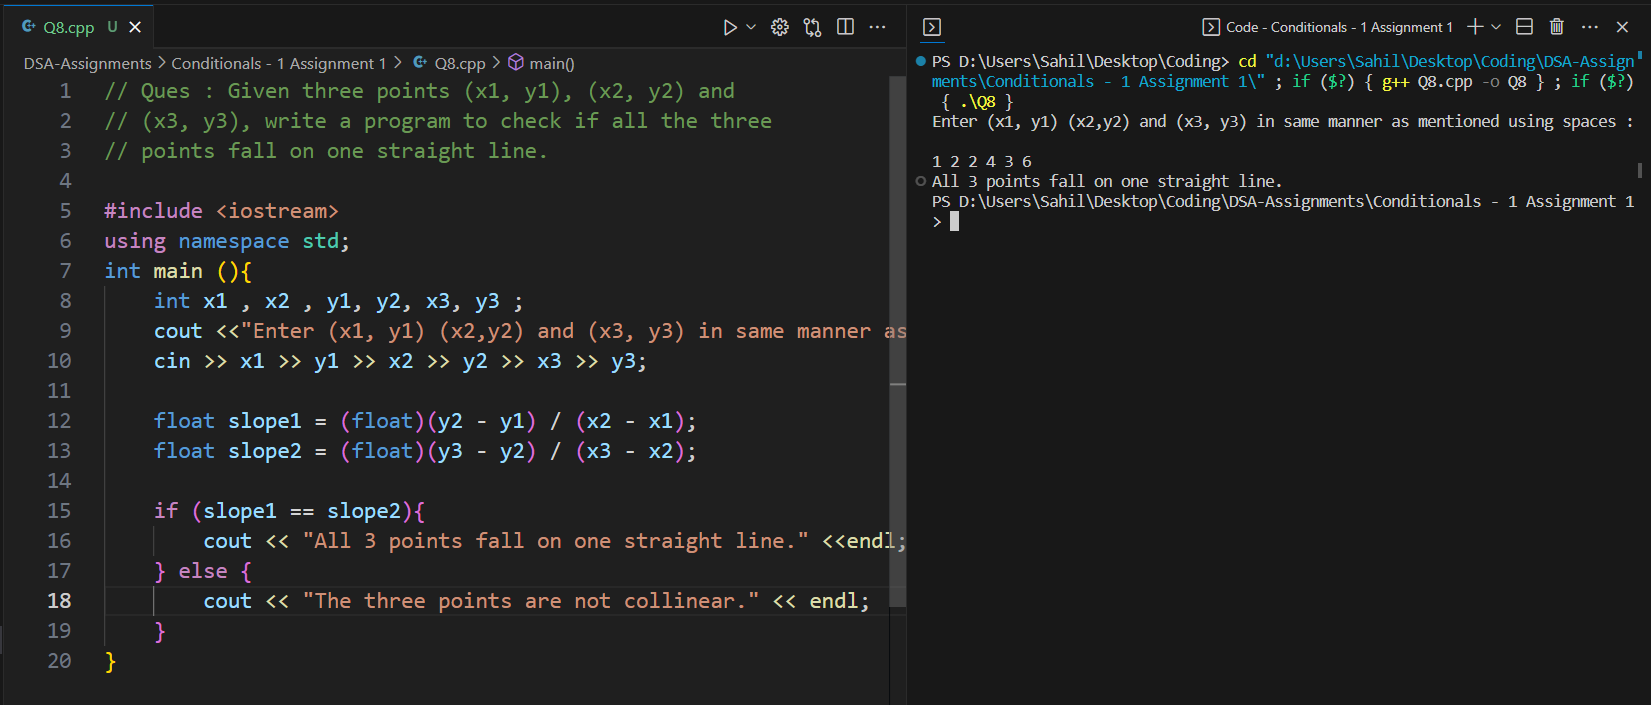 Q8.cpp U
DSA-Assignments > Conditionals - 1 Assignment 1 > Q8.cpp > main()
1 // Ques : Given three points (x1, y1), (x2, y2) and
2 // (x3, y3), write a program to check if all the three
3 // points fall on one straight line.
4
5 #include <iostream>
6 using namespace std;
7 int main (){
8     int x1 , x2 , y1, y2, x3, y3 ;
9     cout <<"Enter (x1, y1) (x2,y2) and (x3, y3) in same manner as
10     cin >> x1 >> y1 >> x2 >> y2 >> x3 >> y3;
11
12     float slope1 = (float)(y2 - y1) / (x2 - x1);
13     float slope2 = (float)(y3 - y2) / (x3 - x2);
14
15     if (slope1 == slope2){
16         cout << "All 3 points fall on one straight line." <<endl;
17     } else {
18         cout << "The three points are not collinear." << endl;
19     }
20 }
Code - Conditionals - 1 Assignment 1
PS D:\Users\Sahil\Desktop\Coding> cd "d:\Users\Sahil\Desktop\Coding\DSA-Assign
ments\Conditionals - 1 Assignment 1\" ; if ($?) { g++ Q8.cpp -o Q8 } ; if ($?)
{ .\Q8 }
Enter (x1, y1) (x2,y2) and (x3, y3) in same manner as mentioned using spaces :
1 2 2 4 3 6
All 3 points fall on one straight line.
PS D:\Users\Sahil\Desktop\Coding\DSA-Assignments\Conditionals - 1 Assignment 1
>